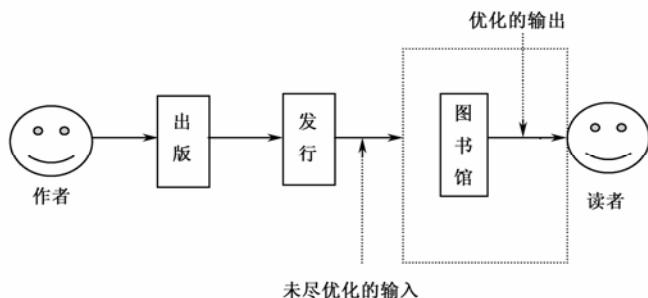 优化的输出
出版
发行
图书馆
作者
读者
未尽优化的输入